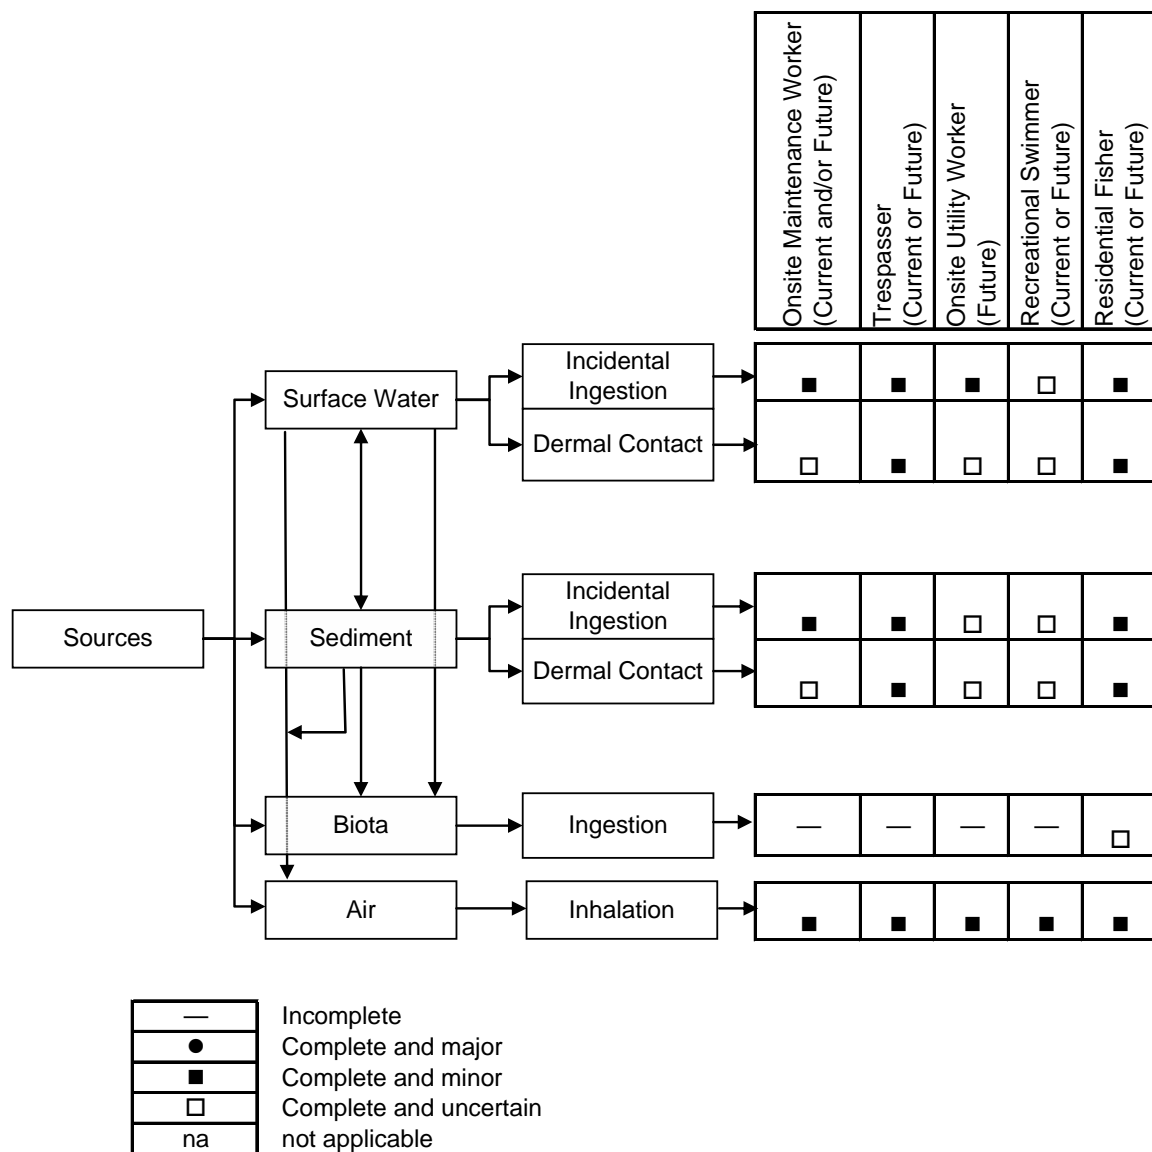 Onsite Maintenance Worker
(Current and/or Future)
Trespasser
(Current or Future)
Onsite Utility Worker
(Future)
Recreational Swimmer
(Current or Future)
Residential Fisher
(Current or Future)
Surface Water
Incidental
Ingestion
Dermal Contact
Sources
Sediment
Incidental
Ingestion
Dermal Contact
Biota
Ingestion
— — — —
Air
Inhalation
— Incomplete
● Complete and major
■ Complete and minor
□ Complete and uncertain
na not applicable